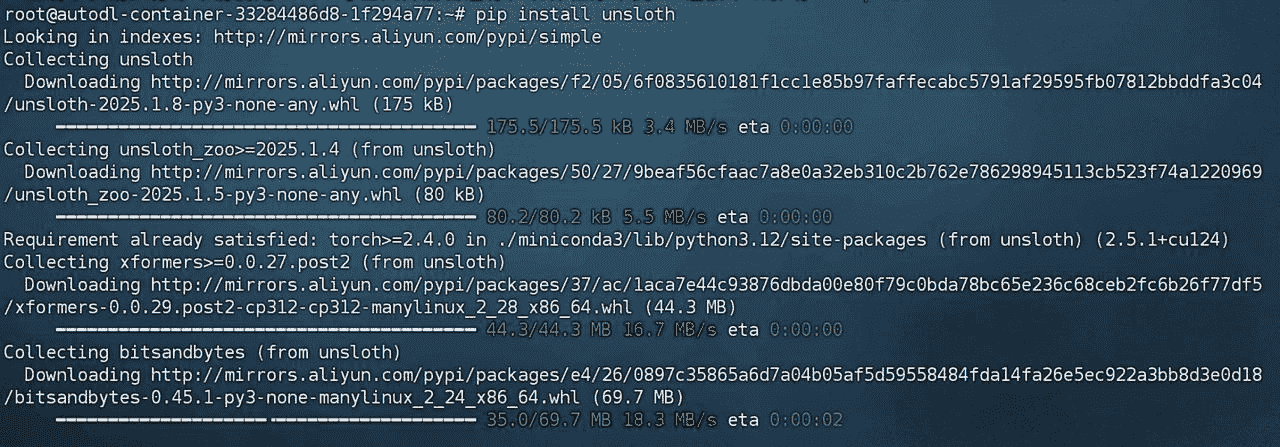 root@autodl-container-33284486d8-1f294a77:~# pip install unsloth
Looking in indexes: http://mirrors.aliyun.com/pypi/simple
Collecting unsloth
  Downloading http://mirrors.aliyun.com/pypi/packages/f2/05/6f0835610181f1cc1e85b97faffecabc5791af29595fb07812bbddfa3c04
/unsloth-2025.1.8-py3-none-any.whl (175 kB)
175.5/175.5 kB 3.4 MB/s eta 0:00:00
Collecting unsloth_zoo>=2025.1.4 (from unsloth)
  Downloading http://mirrors.aliyun.com/pypi/packages/50/27/9beaf56cfaac7a8e0a32eb310c2b762e786298945113cb523f74a1220969
/unsloth_zoo-2025.1.5-py3-none-any.whl (80 kB)
80.2/80.2 kB 5.5 MB/s eta 0:00:00
Requirement already satisfied: torch>=2.4.0 in ./miniconda3/lib/python3.12/site-packages (from unsloth) (2.5.1+cu124)
Collecting xformers>=0.0.27.post2 (from unsloth)
  Downloading http://mirrors.aliyun.com/pypi/packages/37/ac/1aca7e44c93876dbda00e80f79c0bda78bc65e236c68ceb2fc6b26f77df5
/xformers-0.0.29.post2-cp312-cp312-manylinux_2_28_x86_64.whl (44.3 MB)
44.3/44.3 MB 16.7 MB/s eta 0:00:00
Collecting bitsandbytes (from unsloth)
  Downloading http://mirrors.aliyun.com/pypi/packages/e4/26/0897c35865a6d7a04b05af5d59558484fda14fa26e5ec922a3bb8d3e0d18
/bitsandbytes-0.45.1-py3-none-manylinux_2_24_x86_64.whl (69.7 MB)
35.0/69.7 MB 18.3 MB/s eta 0:00:02